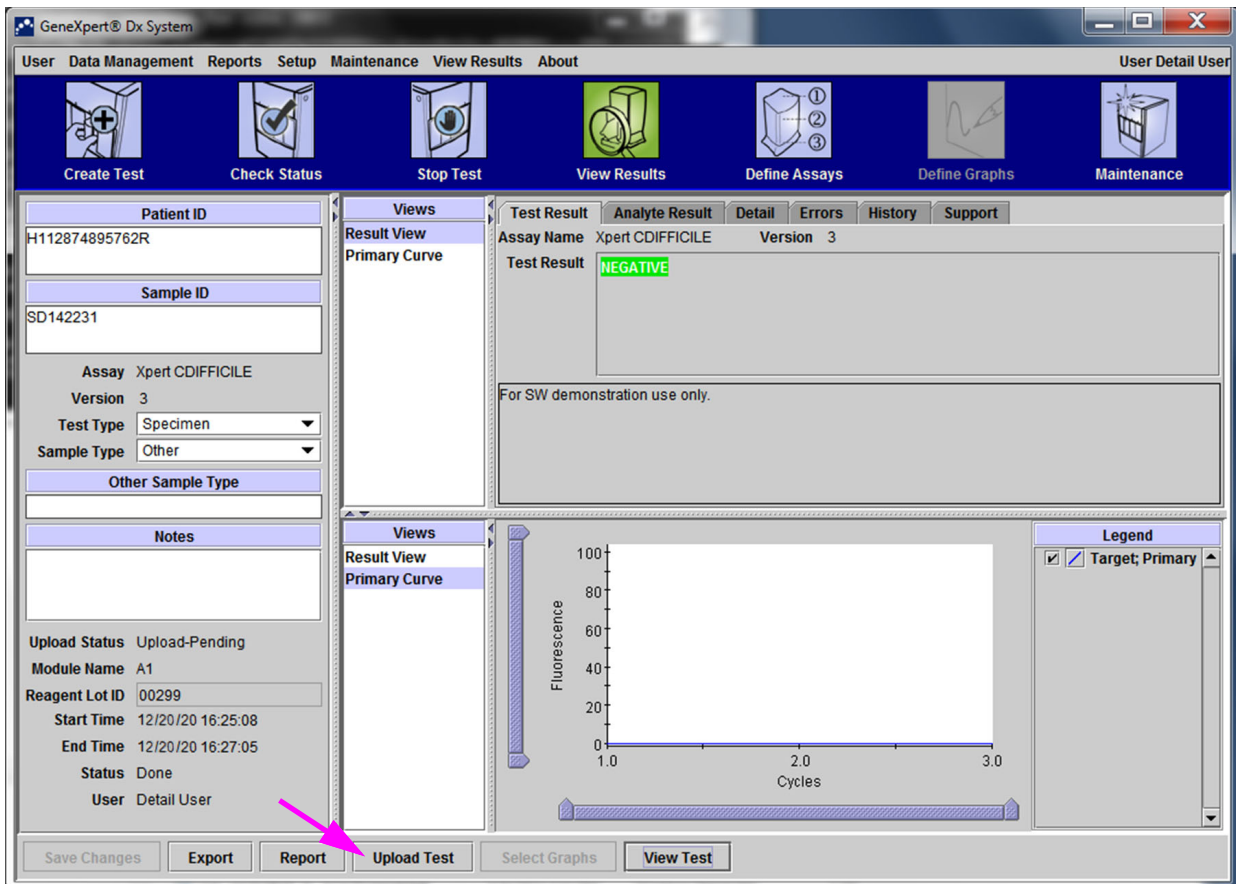 GeneXpert® Dx System
User Data Management Reports Setup Maintenance View Results About User Detail User
Create Test Check Status Stop Test View Results Define Assays Define Graphs Maintenance
① ② ③
Patient ID
H112874895762R
Sample ID
SD142231
Assay Xpert CDIFFICILE
Version 3
Test Type Specimen
Sample Type Other
Other Sample Type
Notes
Upload Status Upload-Pending
Module Name A1
Reagent Lot ID 00299
Start Time 12/20/20 16:25:08
End Time 12/20/20 16:27:05
Status Done
User Detail User
Views
Result View
Primary Curve
Test Result Analyte Result Detail Errors History Support
Assay Name Xpert CDIFFICILE Version 3
Test Result NEGATIVE
For SW demonstration use only.
Views
Result View
Primary Curve
Fluorescence
100
80
60
40
20
0
1.0 2.0 3.0
Cycles
Legend
Target; Primary
Save Changes Export Report Upload Test Select Graphs View Test